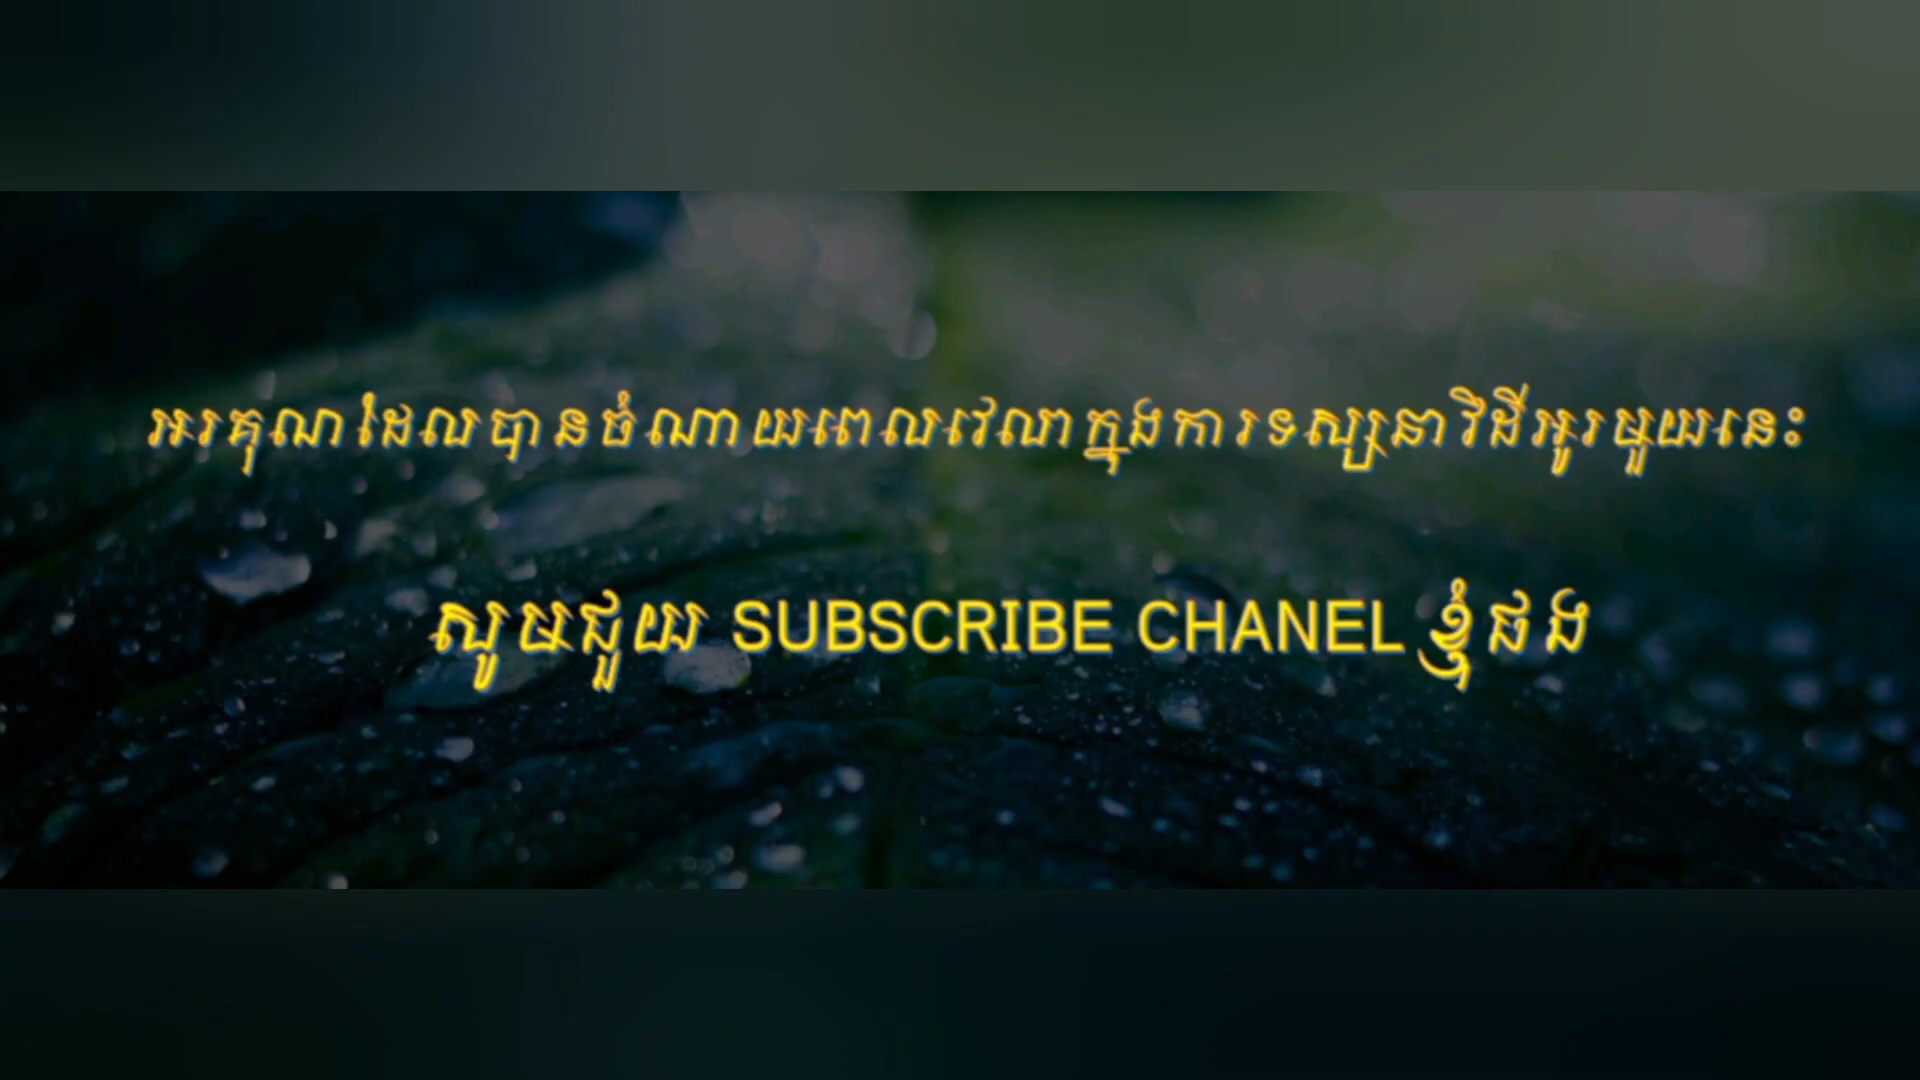 អរគុណដែលបានចំណាយពេលវេលាក្នុងការទស្សនាវិដីអូរមួយនេះ
សូមជួយ SUBSCRIBE CHANEL ខ្ញុំផង